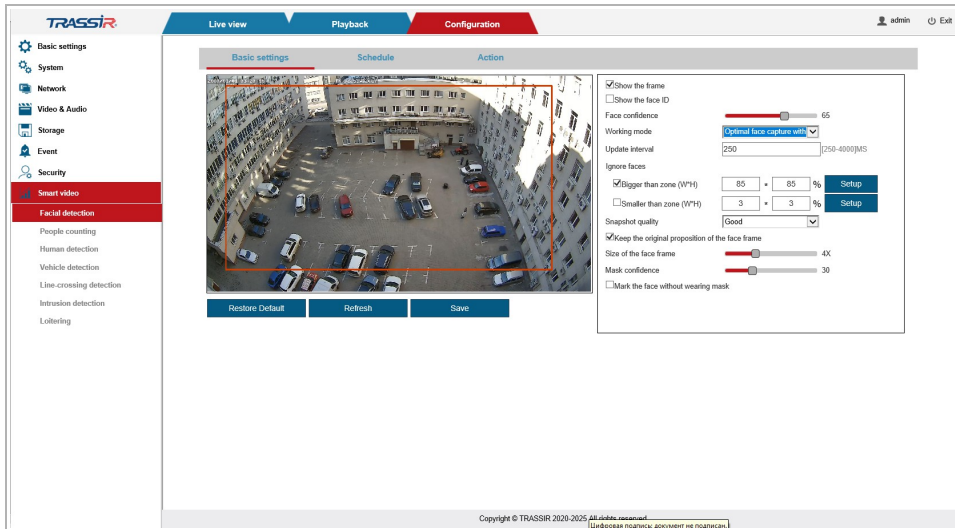 TRASSIR
Live view
Playback
Configuration
admin
Exit
Basic settings
System
Network
Video & Audio
Storage
Event
Security
Smart video
Facial detection
People counting
Human detection
Vehicle detection
Line-crossing detection
Intrusion detection
Loitering
Basic settings
Schedule
Action
Restore Default
Refresh
Save
Show the frame
Show the face ID
Face confidence
65
Working mode
Optimal face capture with
Update interval
250
[250-4000]MS
Ignore faces
Bigger than zone (W*H)
85 * 85 %
Setup
Smaller than zone (W*H)
3 * 3 %
Setup
Snapshot quality
Good
Keep the original proposition of the face frame
Size of the face frame
4X
Mask confidence
30
Mark the face without wearing mask
Copyright © TRASSIR 2020-2025 All rights reserved
Цифровая подпись: документ не подписан.